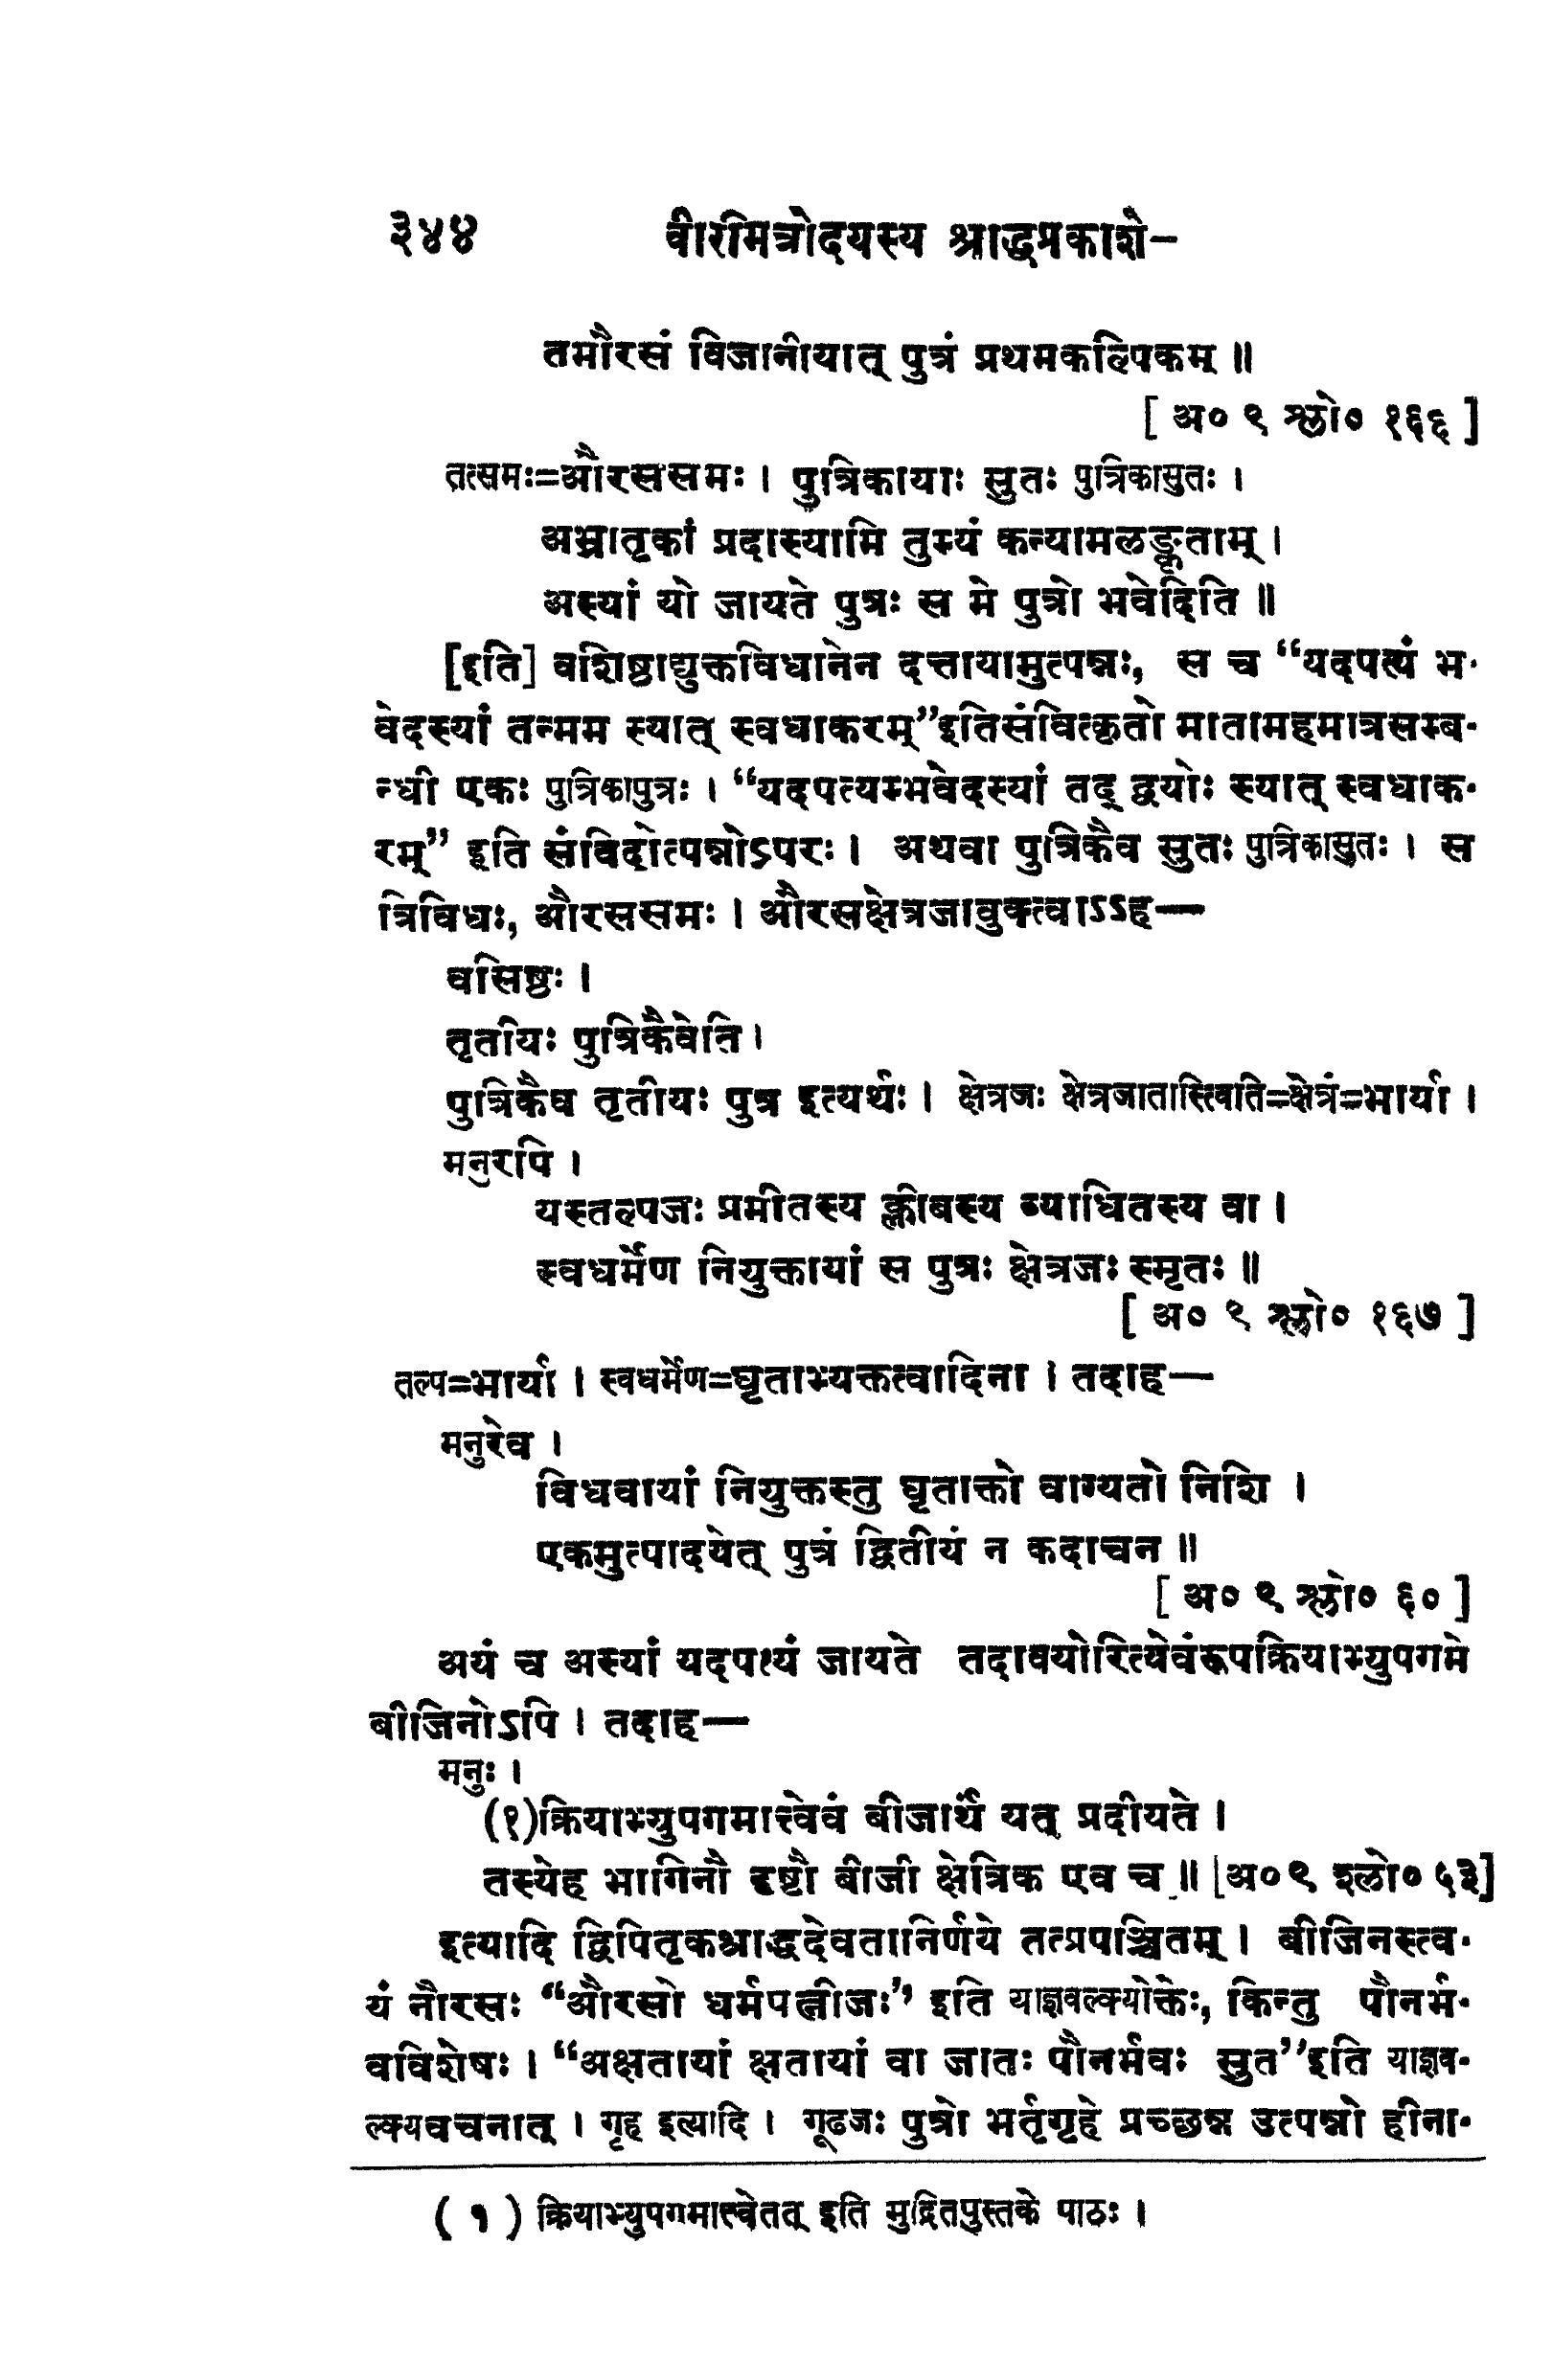 ३४४ वीरमित्रोदयस्य श्राद्धप्रकाशे-
तमौरसं विजानीयात् पुत्रं प्रथमकल्पिकम् ॥
[ अ० ९ श्लो० १६६ ]
तत्समः=औरससमः । पुत्रिकायाः सुतः पुत्रिकासुतः ।
अभ्रातृकां प्रदास्यामि तुभ्यं कन्यामलङ्कृताम् ।
अस्यां यो जायते पुत्रः स मे पुत्रो भवेदिति ॥
[इति] वशिष्ठाद्युक्तविधानेन दत्तायामुत्पन्नः, स च “यदपत्यं भ-
वेदस्यां तन्मम स्यात् स्वधाकरम्”इतिसंवित्कृतो मातामहमात्रसम्ब-
न्धी एकः पुत्रिकापुत्रः । “यदपत्यम्भवेदस्यां तद् द्वयोः स्यात् स्वधाक-
रम्” इति संविदोत्पन्नोऽपरः । अथवा पुत्रिकैव सुतः पुत्रिकासुतः । स
त्रिविधः, औरससमः । औरसक्षेत्रजावुक्त्वाऽऽह—
वसिष्ठः ।
तृतीयः पुत्रिकैवेति ।
पुत्रिकैव तृतीयः पुत्र इत्यर्थः । क्षेत्रजः क्षेत्रजातास्त्विति=क्षेत्रं=भार्या ।
मनुरपि ।
यस्तल्पजः प्रमीतस्य क्लीबस्य व्याधितस्य वा ।
स्वधर्मेण नियुक्तायां स पुत्रः क्षेत्रजः स्मृतः ॥
[ अ० ९ श्लो० १६७ ]
तल्प=भार्या । स्वधर्मेण=घृताभ्यक्तत्वादिना । तदाह—
मनुरेव ।
विधवायां नियुक्तस्तु घृताक्तो वाग्यतो निशि ।
एकमुत्पादयेत् पुत्रं द्वितीयं न कदाचन ॥
[ अ० ९ श्लो० ६० ]
अयं च अस्यां यदपत्यं जायते तदावयोरित्येवंरूपक्रियाभ्युपगमे
बीजिनोऽपि । तदाह—
मनुः ।
(१)क्रियाभ्युपगमात्त्वेवं बीजार्थं यत् प्रदीयते ।
तस्येह भागिनौ दृष्टौ बीजी क्षेत्रिक एव च ॥ [अ०९ श्लो० ५३]
इत्यादि द्विपितृकश्राद्धदेवतानिर्णये तत्प्रपञ्चितम् । बीजिनस्त्व-
यं नौरसः “औरसो धर्मपत्नीजः” इति याज्ञवल्क्योक्तेः, किन्तु पौनर्भ-
वविशेषः । “अक्षतायां क्षतायां वा जातः पौनर्भवः सुत”इति याज्ञव-
ल्क्यवचनात् । गृह इत्यादि । गूढजः पुत्रो भर्तृगृहे प्रच्छन्न उत्पन्नो हीना-
( १ ) क्रियाभ्युपगमात्त्वेतत् इति मुद्रितपुस्तके पाठः ।